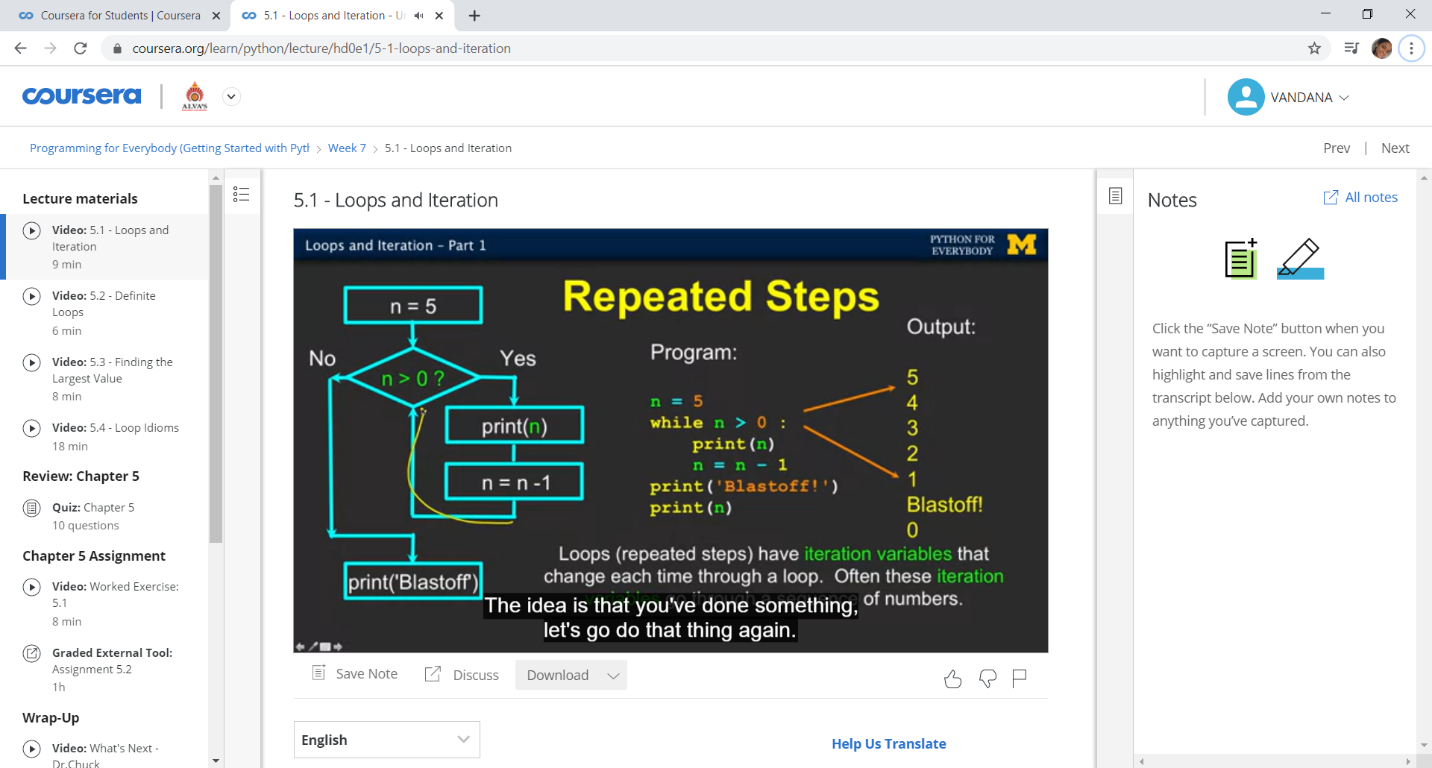 Coursera for Students | Coursera
5.1 - Loops and Iteration - U
coursera.org/learn/python/lecture/hd0e1/5-1-loops-and-iteration
coursera
ALVA'S
VANDANA
Programming for Everybody (Getting Started with Pyth
Week 7
5.1 - Loops and Iteration
Prev | Next
Lecture materials
Video: 5.1 - Loops and
Iteration
9 min
Video: 5.2 - Definite
Loops
6 min
Video: 5.3 - Finding the
Largest Value
8 min
Video: 5.4 - Loop Idioms
18 min
Review: Chapter 5
Quiz: Chapter 5
10 questions
Chapter 5 Assignment
Video: Worked Exercise:
5.1
8 min
Graded External Tool:
Assignment 5.2
1h
Wrap-Up
Video: What's Next -
Dr.Chuck
5.1 - Loops and Iteration
Loops and Iteration - Part 1
PYTHON FOR
EVERYBODY
M
Repeated Steps
n = 5
No
Yes
n > 0 ?
print(n)
n = n -1
print('Blastoff')
Program:
n = 5
while n > 0 :
print(n)
n = n - 1
print('Blastoff!')
print(n)
Output:
5
4
3
2
1
Blastoff!
0
Loops (repeated steps) have iteration variables that
change each time through a loop. Often these iteration
variables go through a sequence of numbers.
The idea is that you've done something,
let's go do that thing again.
Save Note
Discuss
Download
English
Help Us Translate
Notes
All notes
Click the “Save Note” button when you
want to capture a screen. You can also
highlight and save lines from the
transcript below. Add your own notes to
anything you’ve captured.